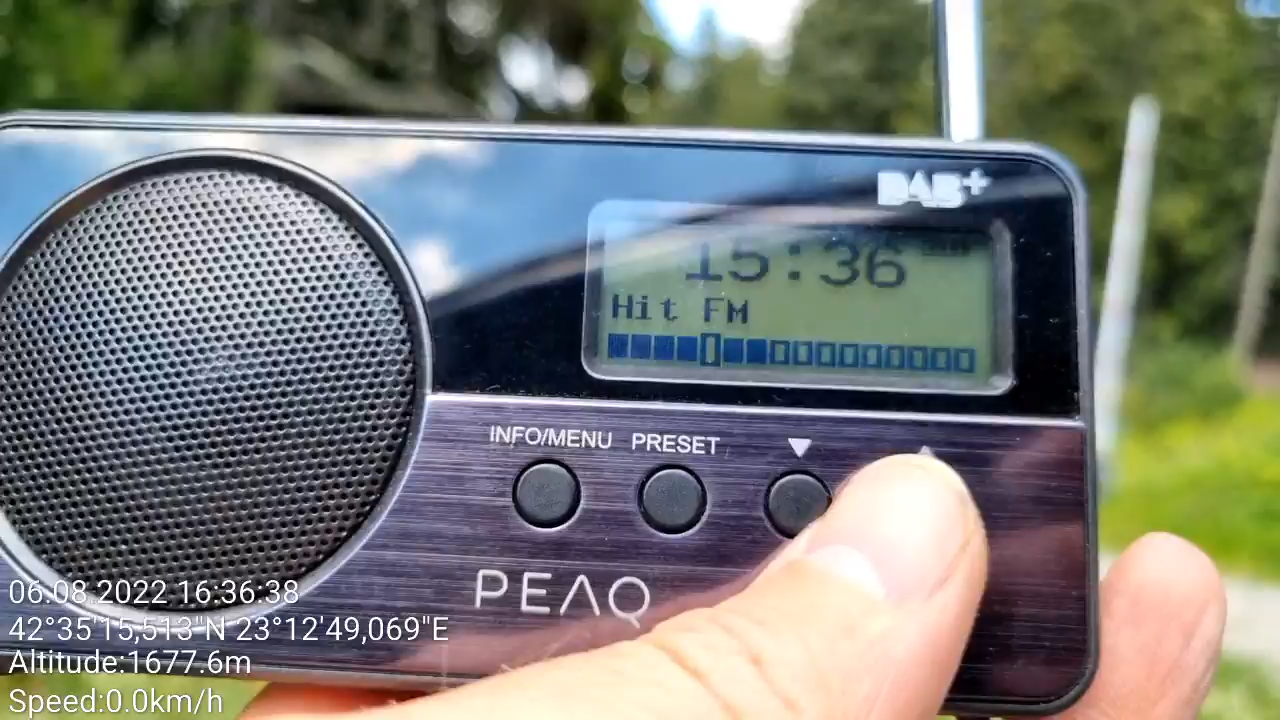 DAB+
15:36
Hit FM
INFO/MENU PRESET
PEAQ
06.08.2022 16:36:38
42°35'15,513"N 23°12'49,069"E
Altitude:1677.6m
Speed:0.0km/h